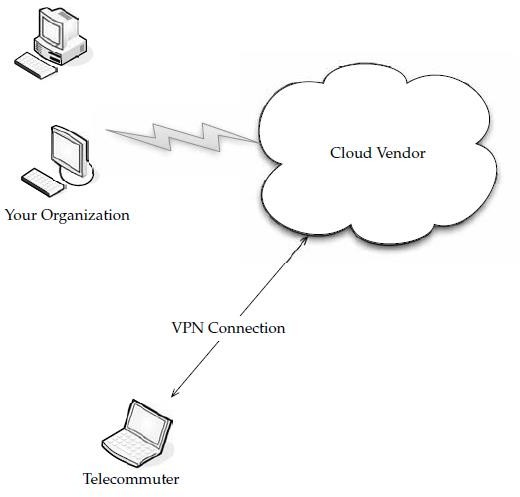 Cloud Vendor
Your Organization
VPN Connection
Telecommuter